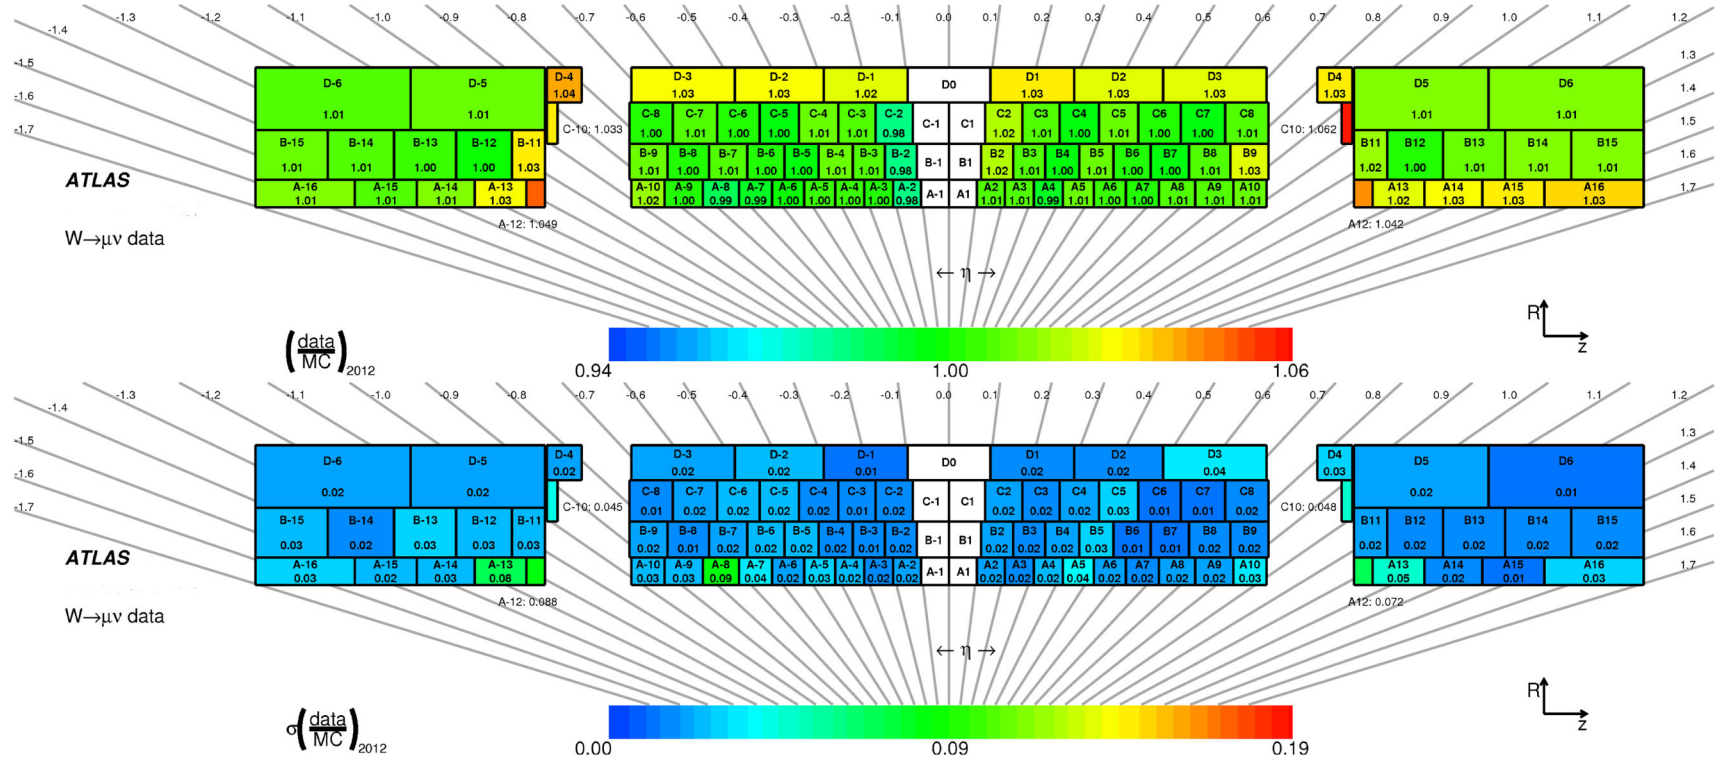 -1.3 -1.2 -1.1 -1.0 -0.9 -0.8 -0.7 -0.6 -0.5 -0.4 -0.3 -0.2 -0.1 0.0 0.1 0.2 0.3 0.4 0.5 0.6 0.7 0.8 0.9 1.0 1.1 1.2
-1.4 1.3
-1.5 1.4
-1.6 1.5
-1.7 1.6
1.7
D-6 D-5 D-4 D-3 D-2 D-1 D0 D1 D2 D3 D4 D5 D6
1.01 1.01 1.04 1.03 1.03 1.02 1.03 1.03 1.03 1.03 1.01 1.01
C-10: 1.033 C-8 C-7 C-6 C-5 C-4 C-3 C-2 C-1 C1 C2 C3 C4 C5 C6 C7 C8 C10: 1.062
1.00 1.01 1.00 1.00 1.01 1.01 0.98 1.02 1.01 1.00 1.01 1.00 1.00 1.01
B-15 B-14 B-13 B-12 B-11 B-9 B-8 B-7 B-6 B-5 B-4 B-3 B-2 B-1 B1 B2 B3 B4 B5 B6 B7 B8 B9 B11 B12 B13 B14 B15
1.01 1.01 1.00 1.00 1.03 1.01 1.00 1.01 1.00 1.00 1.01 1.01 0.98 1.02 1.01 1.00 1.01 1.00 1.00 1.01 1.03 1.02 1.00 1.01 1.01 1.01
ATLAS
A-16 A-15 A-14 A-13 A-10 A-9 A-8 A-7 A-6 A-5 A-4 A-3 A-2 A-1 A1 A2 A3 A4 A5 A6 A7 A8 A9 A10 A13 A14 A15 A16
1.01 1.01 1.01 1.03 1.02 1.00 0.99 0.99 1.00 1.00 1.00 1.00 0.98 1.01 1.01 0.99 1.01 1.00 1.00 1.01 1.01 1.01 1.02 1.03 1.03 1.03
A-12: 1.049 A12: 1.042
W→μν data
← η →
R
z
(data/MC)2012
0.94 1.00 1.06
-1.3 -1.2 -1.1 -1.0 -0.9 -0.8 -0.7 -0.6 -0.5 -0.4 -0.3 -0.2 -0.1 0.0 0.1 0.2 0.3 0.4 0.5 0.6 0.7 0.8 0.9 1.0 1.1 1.2
-1.4 1.3
-1.5 1.4
-1.6 1.5
-1.7 1.6
1.7
D-6 D-5 D-4 D-3 D-2 D-1 D0 D1 D2 D3 D4 D5 D6
0.02 0.02 0.02 0.02 0.02 0.01 0.02 0.02 0.04 0.03 0.02 0.01
C-10: 0.045 C-8 C-7 C-6 C-5 C-4 C-3 C-2 C-1 C1 C2 C3 C4 C5 C6 C7 C8 C10: 0.048
0.01 0.02 0.02 0.02 0.02 0.01 0.02 0.02 0.02 0.02 0.03 0.01 0.01 0.02
B-15 B-14 B-13 B-12 B-11 B-9 B-8 B-7 B-6 B-5 B-4 B-3 B-2 B-1 B1 B2 B3 B4 B5 B6 B7 B8 B9 B11 B12 B13 B14 B15
0.03 0.02 0.03 0.03 0.03 0.02 0.01 0.02 0.02 0.02 0.02 0.01 0.02 0.02 0.02 0.02 0.03 0.01 0.01 0.02 0.02 0.02 0.02 0.02 0.02 0.02
ATLAS
A-16 A-15 A-14 A-13 A-10 A-9 A-8 A-7 A-6 A-5 A-4 A-3 A-2 A-1 A1 A2 A3 A4 A5 A6 A7 A8 A9 A10 A13 A14 A15 A16
0.03 0.02 0.03 0.08 0.03 0.03 0.09 0.04 0.02 0.03 0.02 0.02 0.02 0.02 0.02 0.02 0.04 0.02 0.02 0.02 0.02 0.03 0.05 0.02 0.01 0.03
A-12: 0.088 A12: 0.072
W→μν data
← η →
R
z
σ(data/MC)2012
0.00 0.09 0.19